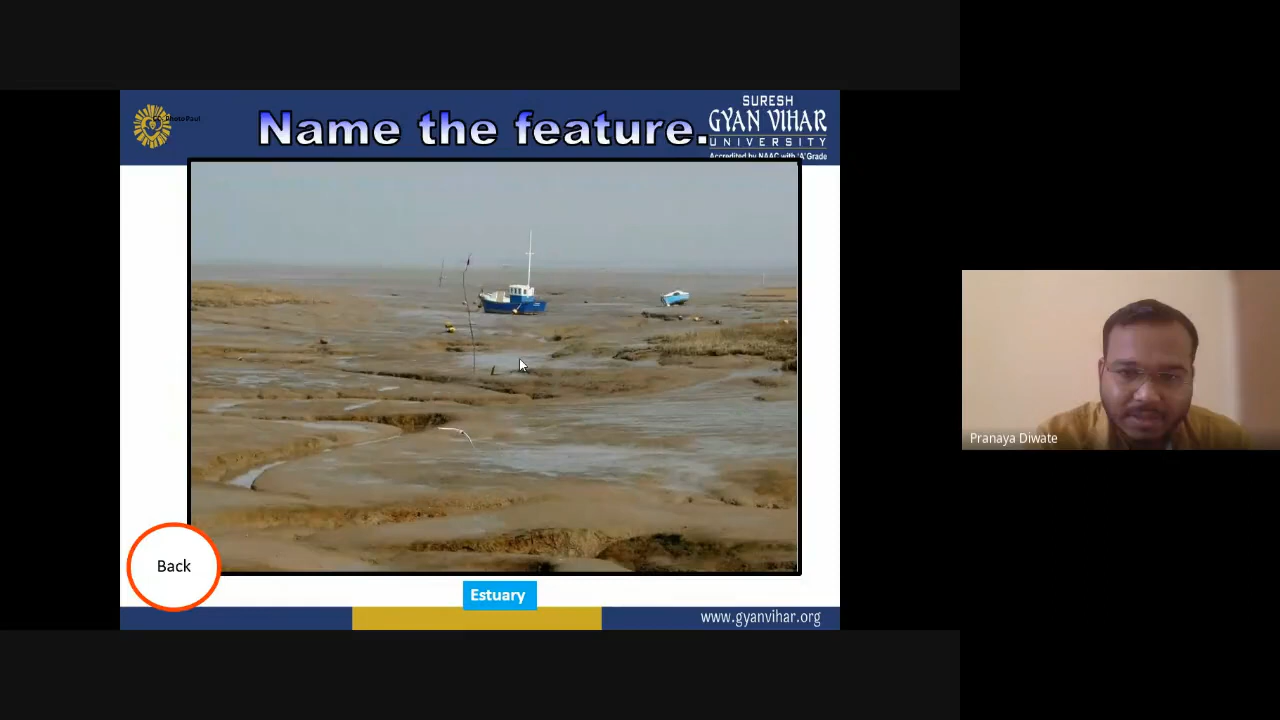 SURESH
GYAN VIHAR
UNIVERSITY
Accredited by NAAC with 'A' Grade
Name the feature.
Pranaya Diwate
Back
Estuary
www.gyanvihar.org